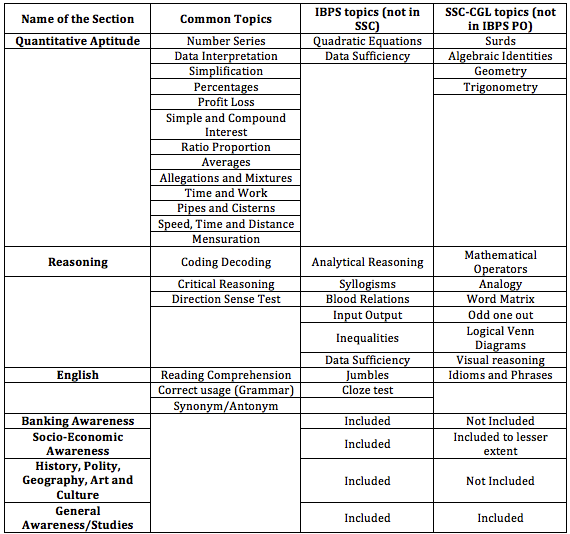 Name of the Section Common Topics IBPS topics (not in SSC) SSC-CGL topics (not in IBPS PO)
Quantitative Aptitude Number Series Quadratic Equations Surds
Data Interpretation Data Sufficiency Algebraic Identities
Simplification Geometry
Percentages Trigonometry
Profit Loss
Simple and Compound Interest
Ratio Proportion
Averages
Allegations and Mixtures
Time and Work
Pipes and Cisterns
Speed, Time and Distance
Mensuration
Reasoning Coding Decoding Analytical Reasoning Mathematical Operators
Critical Reasoning Syllogisms Analogy
Direction Sense Test Blood Relations Word Matrix
Input Output Odd one out
Inequalities Logical Venn Diagrams
Data Sufficiency Visual reasoning
English Reading Comprehension Jumbles Idioms and Phrases
Correct usage (Grammar) Cloze test
Synonym/Antonym
Banking Awareness Included Not Included
Socio-Economic Awareness Included Included to lesser extent
History, Polity, Geography, Art and Culture Included Not Included
General Awareness/Studies Included Included